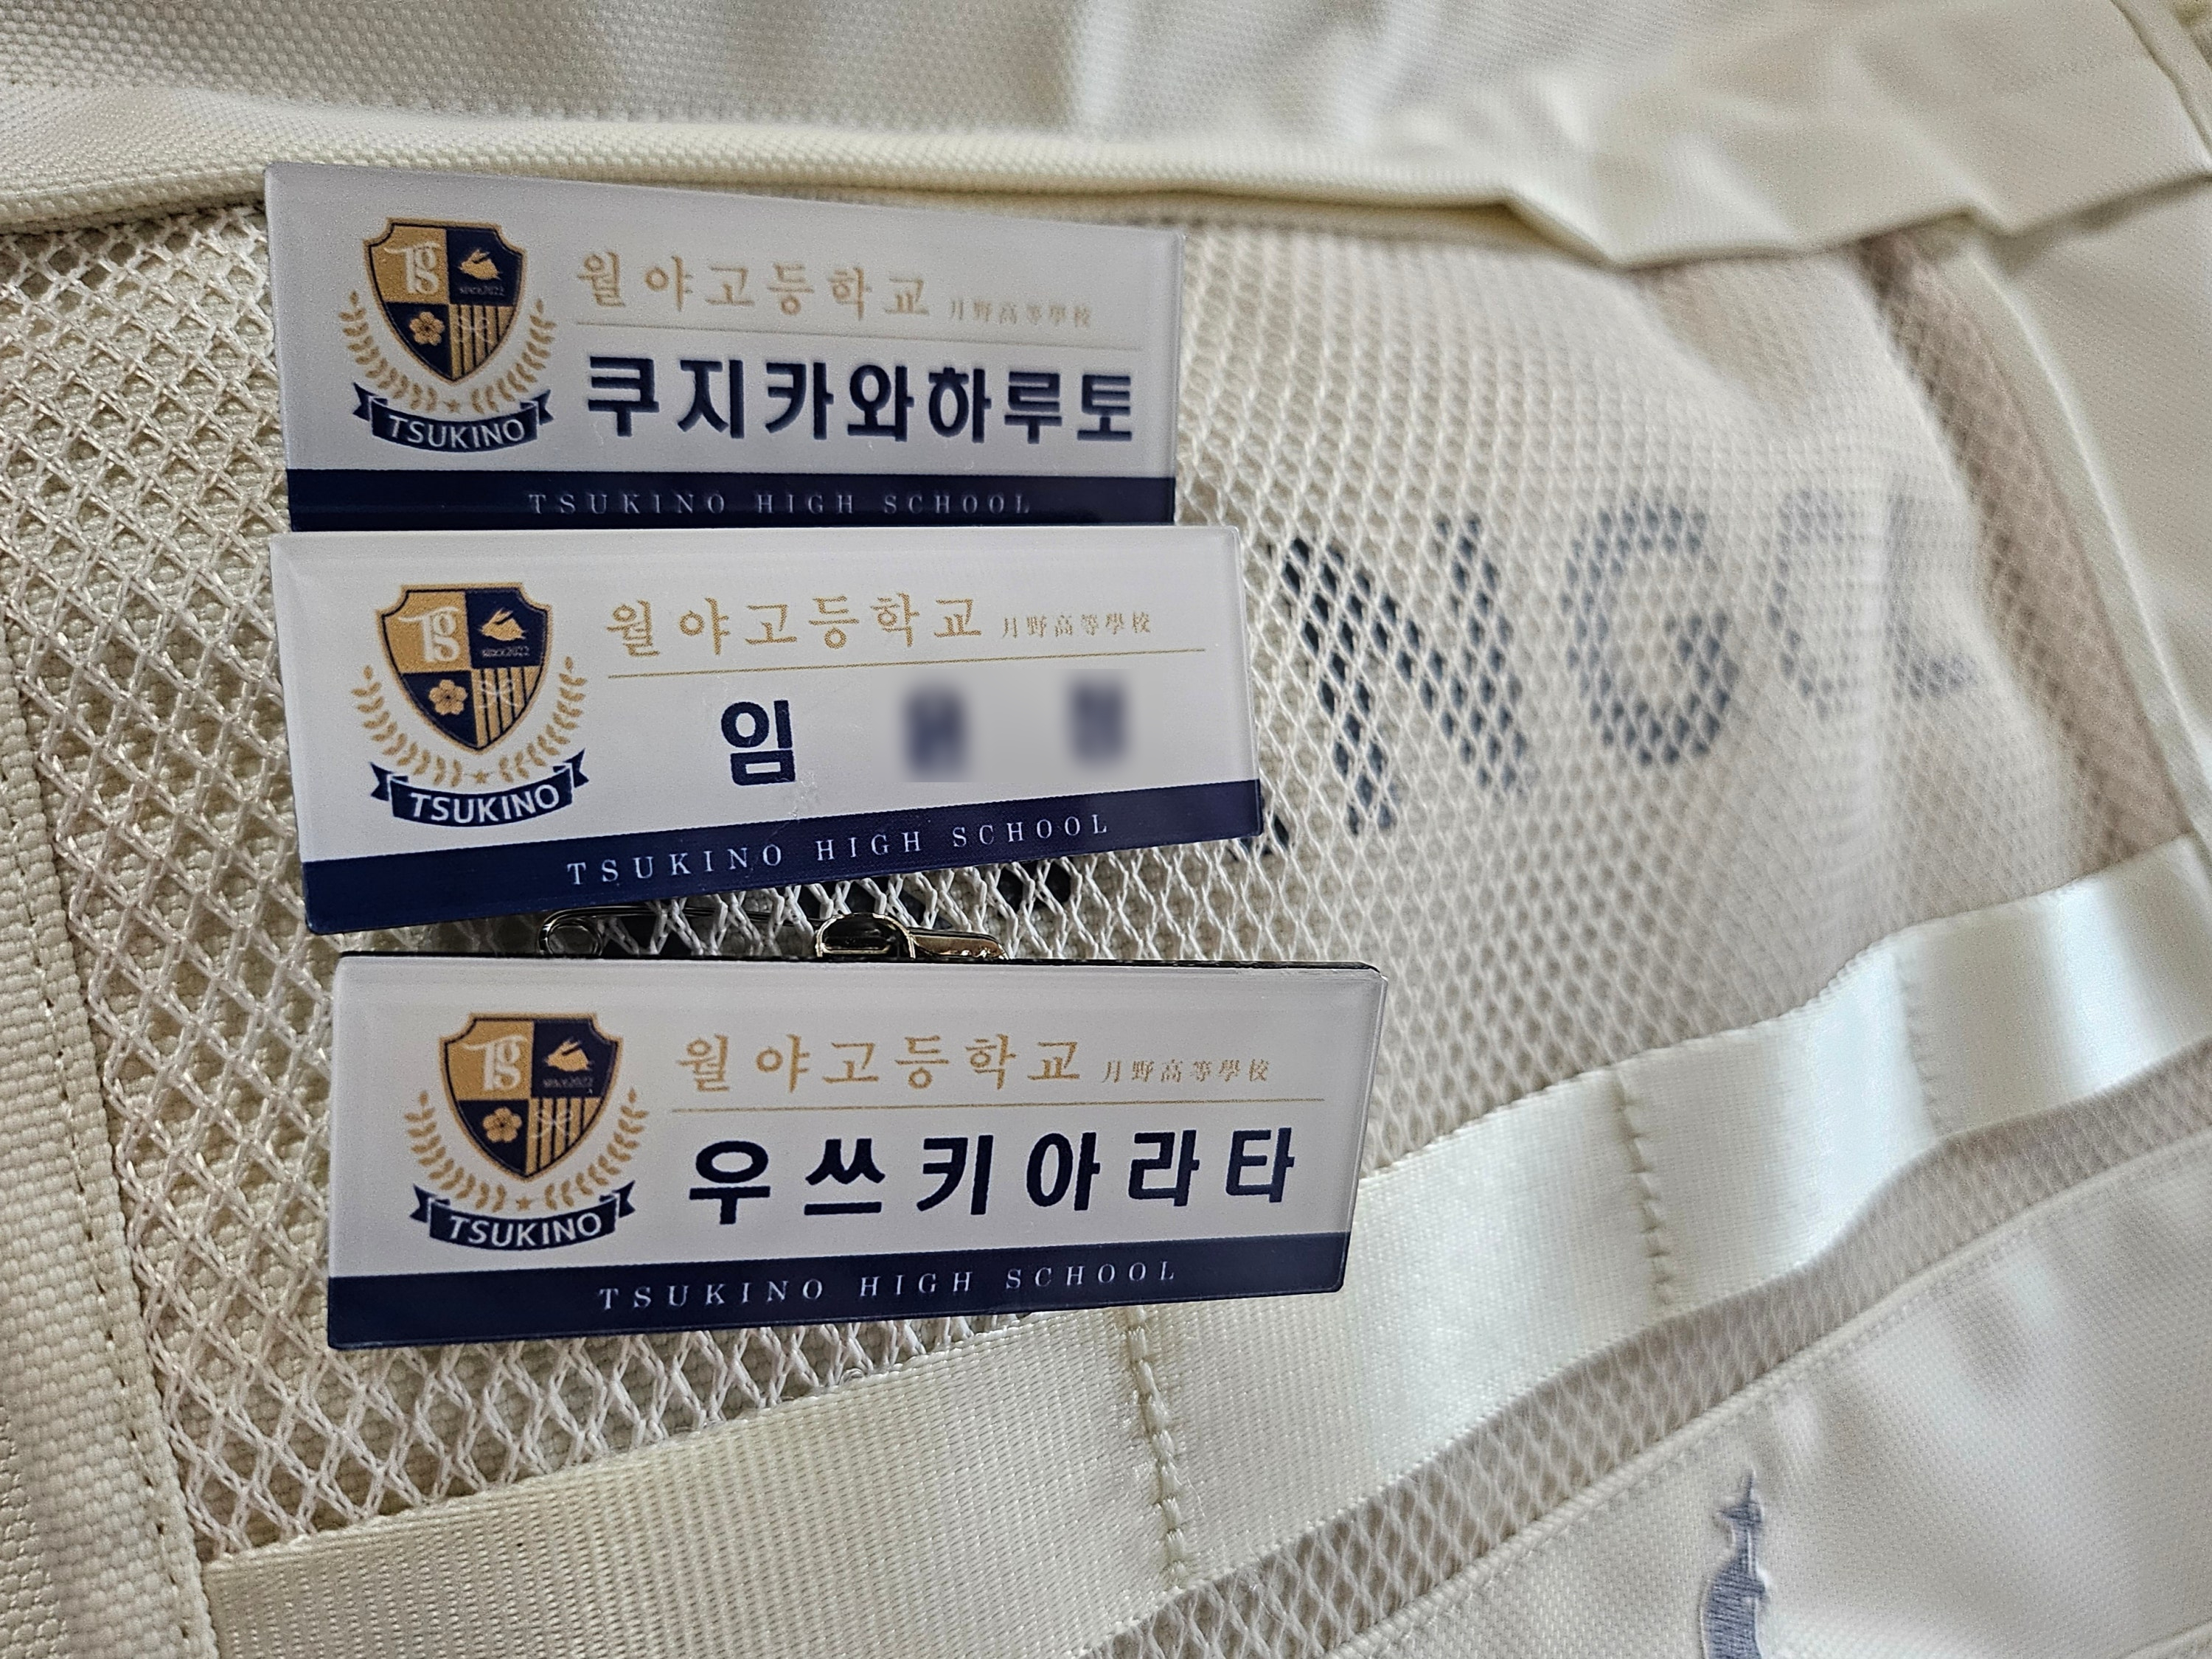 Tg
since2022
TSUKINO
월야고등학교 月野高等學校
쿠지카와하루토
TSUKINO HIGH SCHOOL
Tg
since2022
TSUKINO
월야고등학교 月野高等學校
임
TSUKINO HIGH SCHOOL
Tg
since2022
TSUKINO
월야고등학교 月野高等學校
우쓰키아라타
TSUKINO HIGH SCHOOL